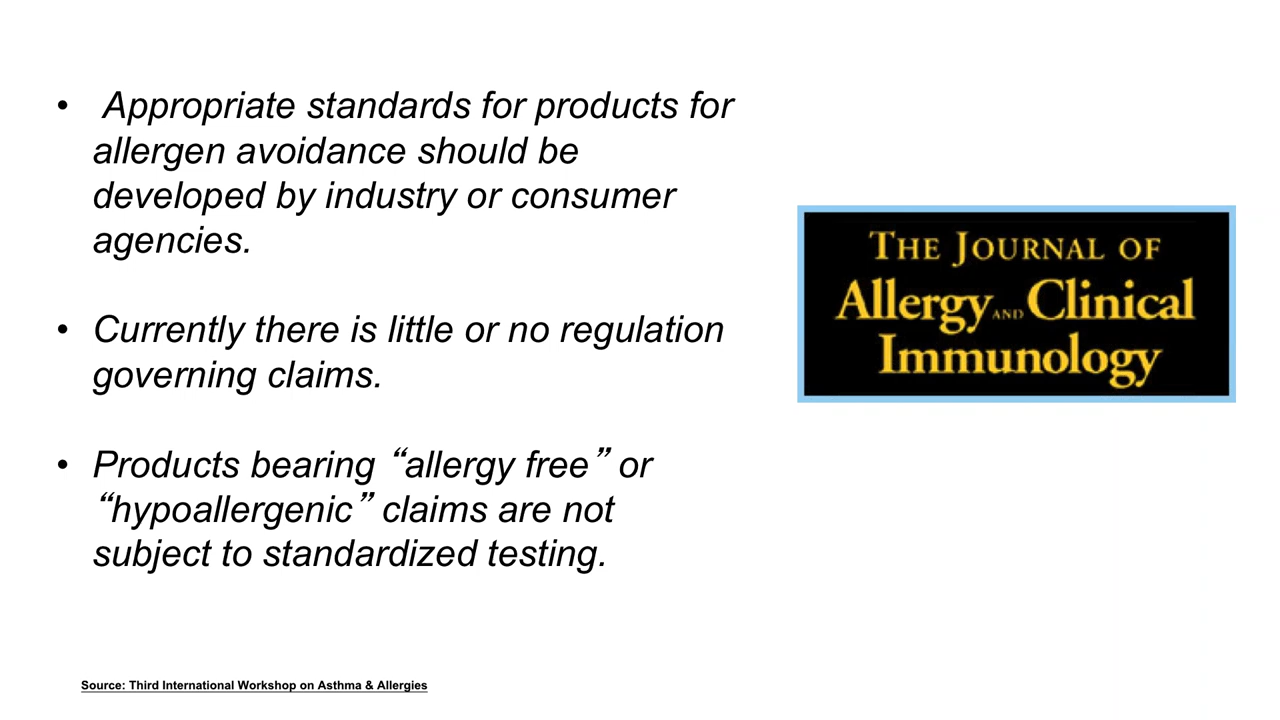 • Appropriate standards for products for
allergen avoidance should be
developed by industry or consumer
agencies.
• Currently there is little or no regulation
governing claims.
• Products bearing “allergy free” or
“hypoallergenic” claims are not
subject to standardized testing.
THE JOURNAL OF
Allergy AND Clinical
Immunology
Source: Third International Workshop on Asthma & Allergies